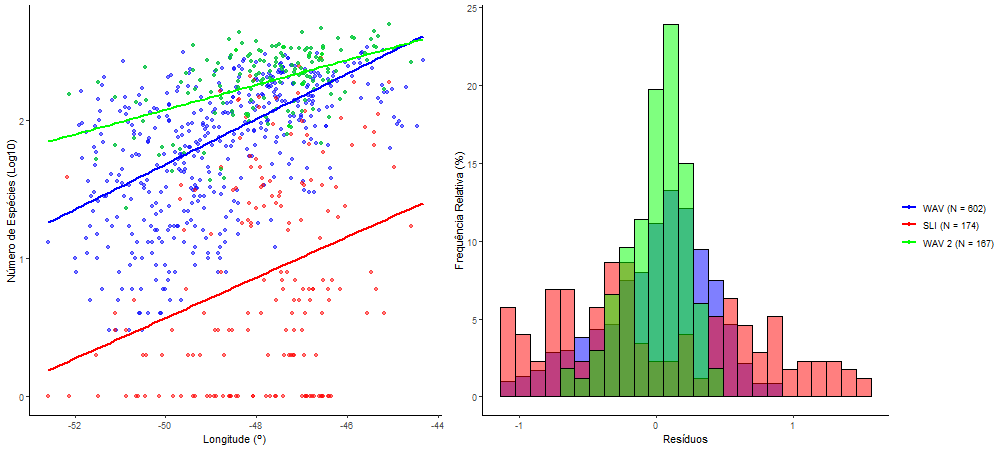 Número de Espécies (Log10)
2
1
0
-52
-50
-48
-46
-44
Longitude (º)
Frequência Relativa (%)
25
20
15
10
5
0
-1
0
1
Resíduos
WAV (N = 602)
SLI (N = 174)
WAV 2 (N = 167)